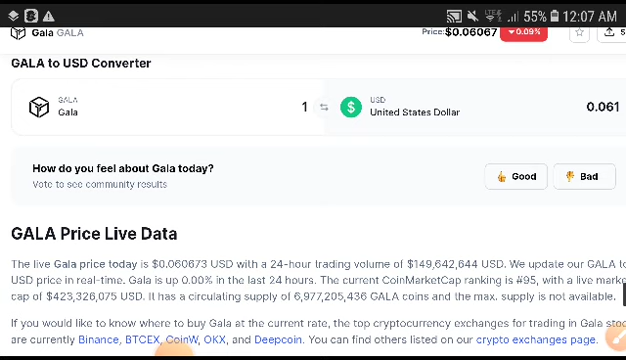 55% 12:07 AM
Gala GALA Price:$0.06067 0.09%
GALA to USD Converter
GALA
Gala 1
USD
United States Dollar 0.061
How do you feel about Gala today?
Vote to see community results
Good Bad
GALA Price Live Data
The live Gala price today is $0.060673 USD with a 24-hour trading volume of $149,642,644 USD. We update our GALA to
USD price in real-time. Gala is up 0.00% in the last 24 hours. The current CoinMarketCap ranking is #95, with a live
cap of $423,326,075 USD. It has a circulating supply of 6,977,205,436 GALA coins and the max. supply is not available.
If you would like to know where to buy Gala at the current rate, the top cryptocurrency exchanges for trading in Gala
are currently Binance, BTCEX, CoinW, OKX, and Deepcoin. You can find others listed on our crypto exchanges page.